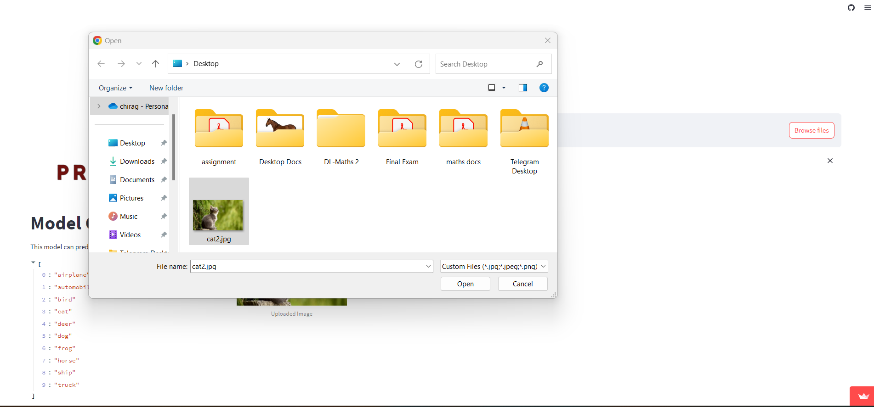 Open
Desktop
Search Desktop
Organize
New folder
chirag - Persona
Desktop
Downloads
Documents
Pictures
Music
Videos
assignment
Desktop Docs
DL-Maths 2
Final Exam
maths docs
Telegram
Desktop
cat2.jpg
File name:
cat2.jpg
Custom Files (*.jpg;*.jpeg;*.png)
Open
Cancel
Browse files
PR
Model
This model can pred
[
0 : "airplane"
1 : "automobil
2 : "bird"
3 : "cat"
4 : "deer"
5 : "dog"
6 : "frog"
7 : "horse"
8 : "ship"
9 : "truck"
]
Uploaded Image